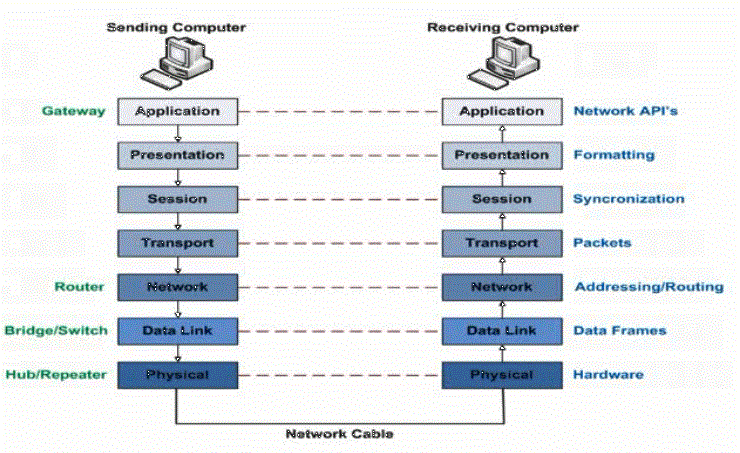 Sending Computer Receiving Computer
Gateway Application Application Network API's
Presentation Presentation Formatting
Session Session Syncronization
Transport Transport Packets
Router Network Network Addressing/Routing
Bridge/Switch Data Link Data Link Data Frames
Hub/Repeater Physical Physical Hardware
Network Cable